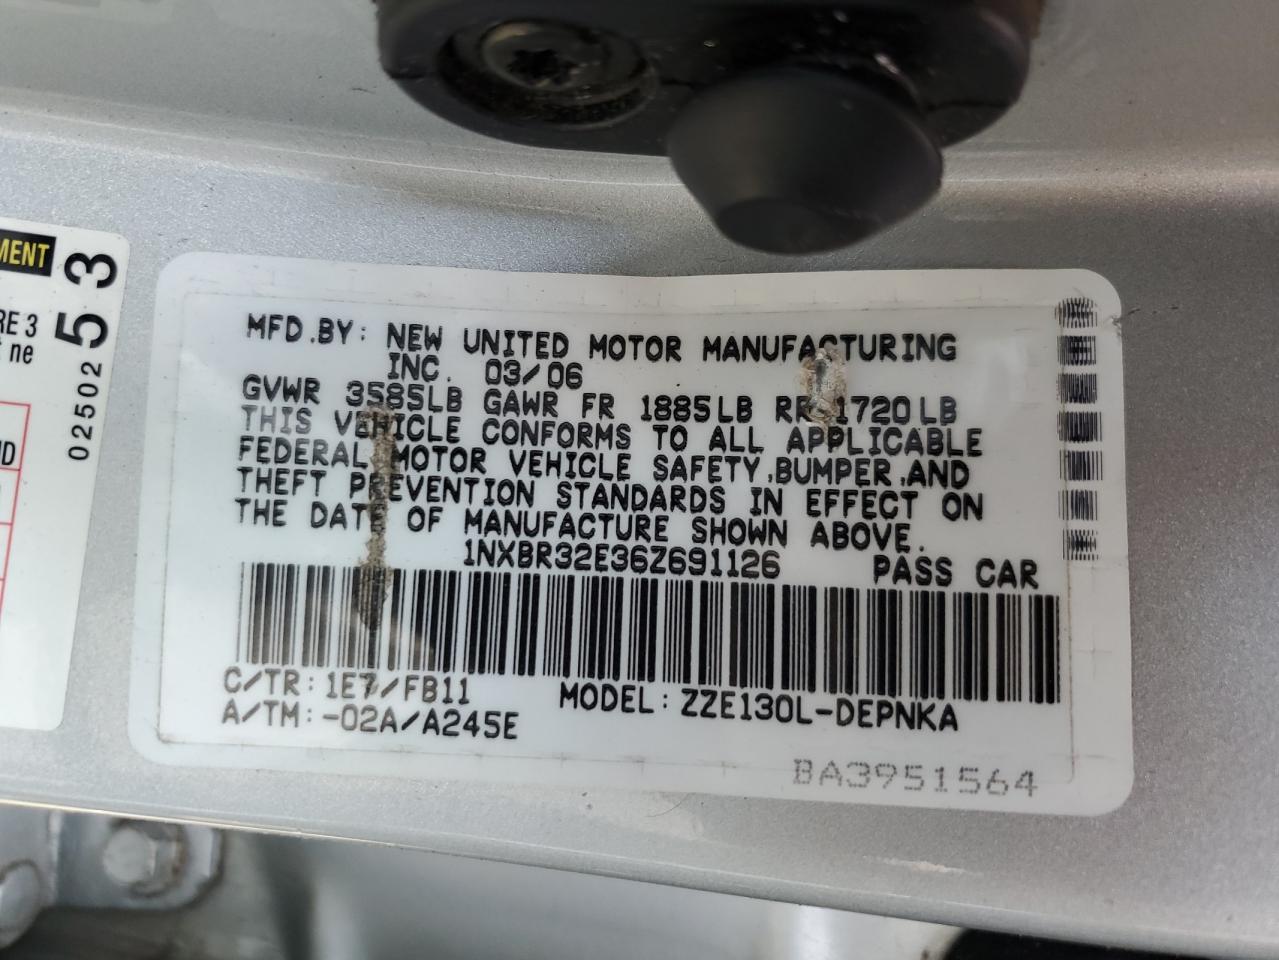 MENT
RE 3
t ne
ND
02502 53
MFD.BY: NEW UNITED MOTOR MANUFACTURING
INC. 03/06
GVWR 3585LB GAWR FR 1885LB RR 1720LB
THIS VEHICLE CONFORMS TO ALL APPLICABLE
FEDERAL MOTOR VEHICLE SAFETY,BUMPER,AND
THEFT PREVENTION STANDARDS IN EFFECT ON
THE DATE OF MANUFACTURE SHOWN ABOVE.
1NXBR32E36Z691126 PASS CAR
C/TR: 1E7/FB11 MODEL: ZZE130L-DEPNKA
A/TM: -02A/A245E
BA3951564